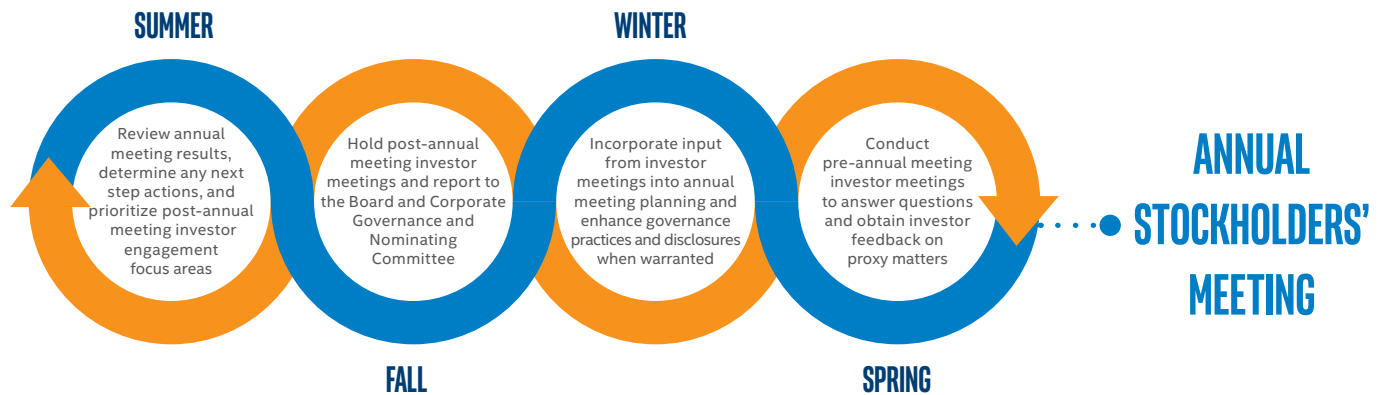 SUMMER
Review annual
meeting results,
determine any next
step actions, and
prioritize post-annual
meeting investor
engagement
focus areas
Hold post-annual
meeting investor
meetings and report to
the Board and Corporate
Governance and
Nominating
Committee
FALL
WINTER
Incorporate input
from investor
meetings into annual
meeting planning and
enhance governance
practices and disclosures
when warranted
Conduct
pre-annual meeting
investor meetings
to answer questions
and obtain investor
feedback on
proxy matters
SPRING
ANNUAL
STOCKHOLDERS’
MEETING